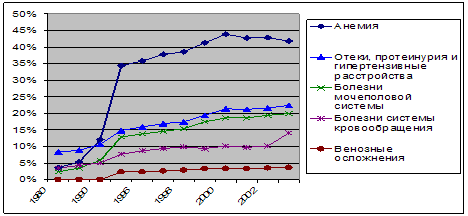 50%
45%
40%
35%
30%
25%
20%
15%
10%
5%
0%
1980
1990
1996
1998
2000
2002
Анемия
Отеки, протеинурия и
гипертензивные
расстройства
Болезни
мочеполовой
системы
Болезни системы
кровообращения
Венозные
осложнения